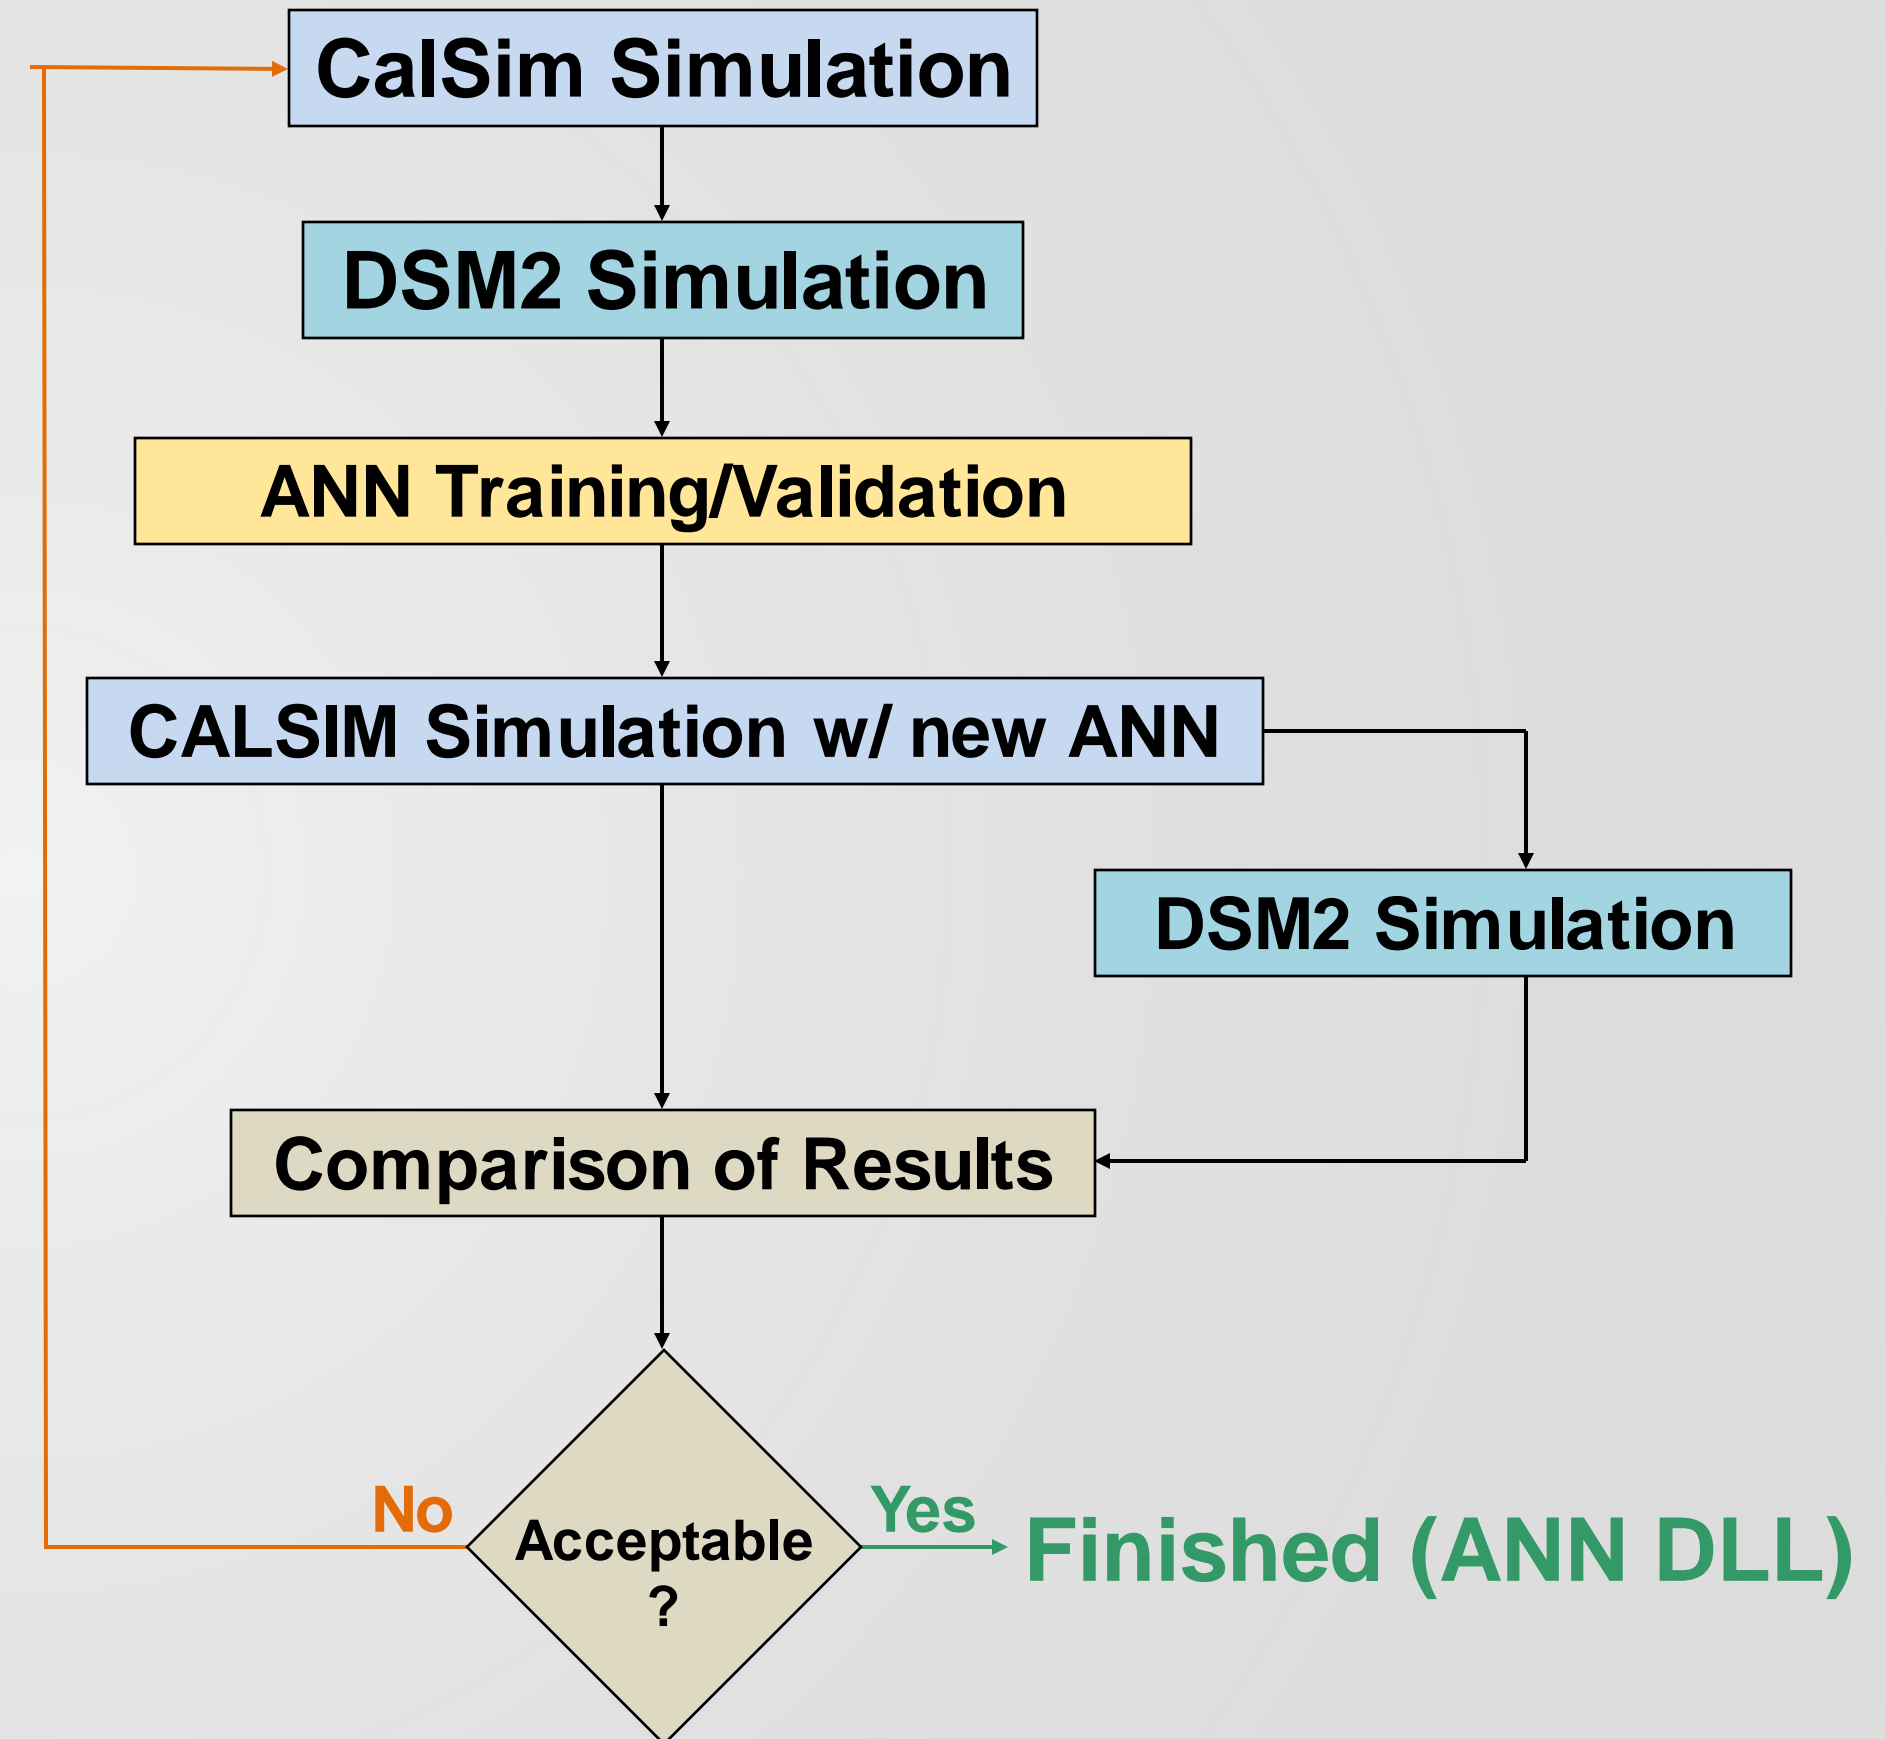 CalSim Simulation
DSM2 Simulation
ANN Training/Validation
CALSIM Simulation w/ new ANN
DSM2 Simulation
Comparison of Results
No
Yes
Acceptable
?
Finished (ANN DLL)